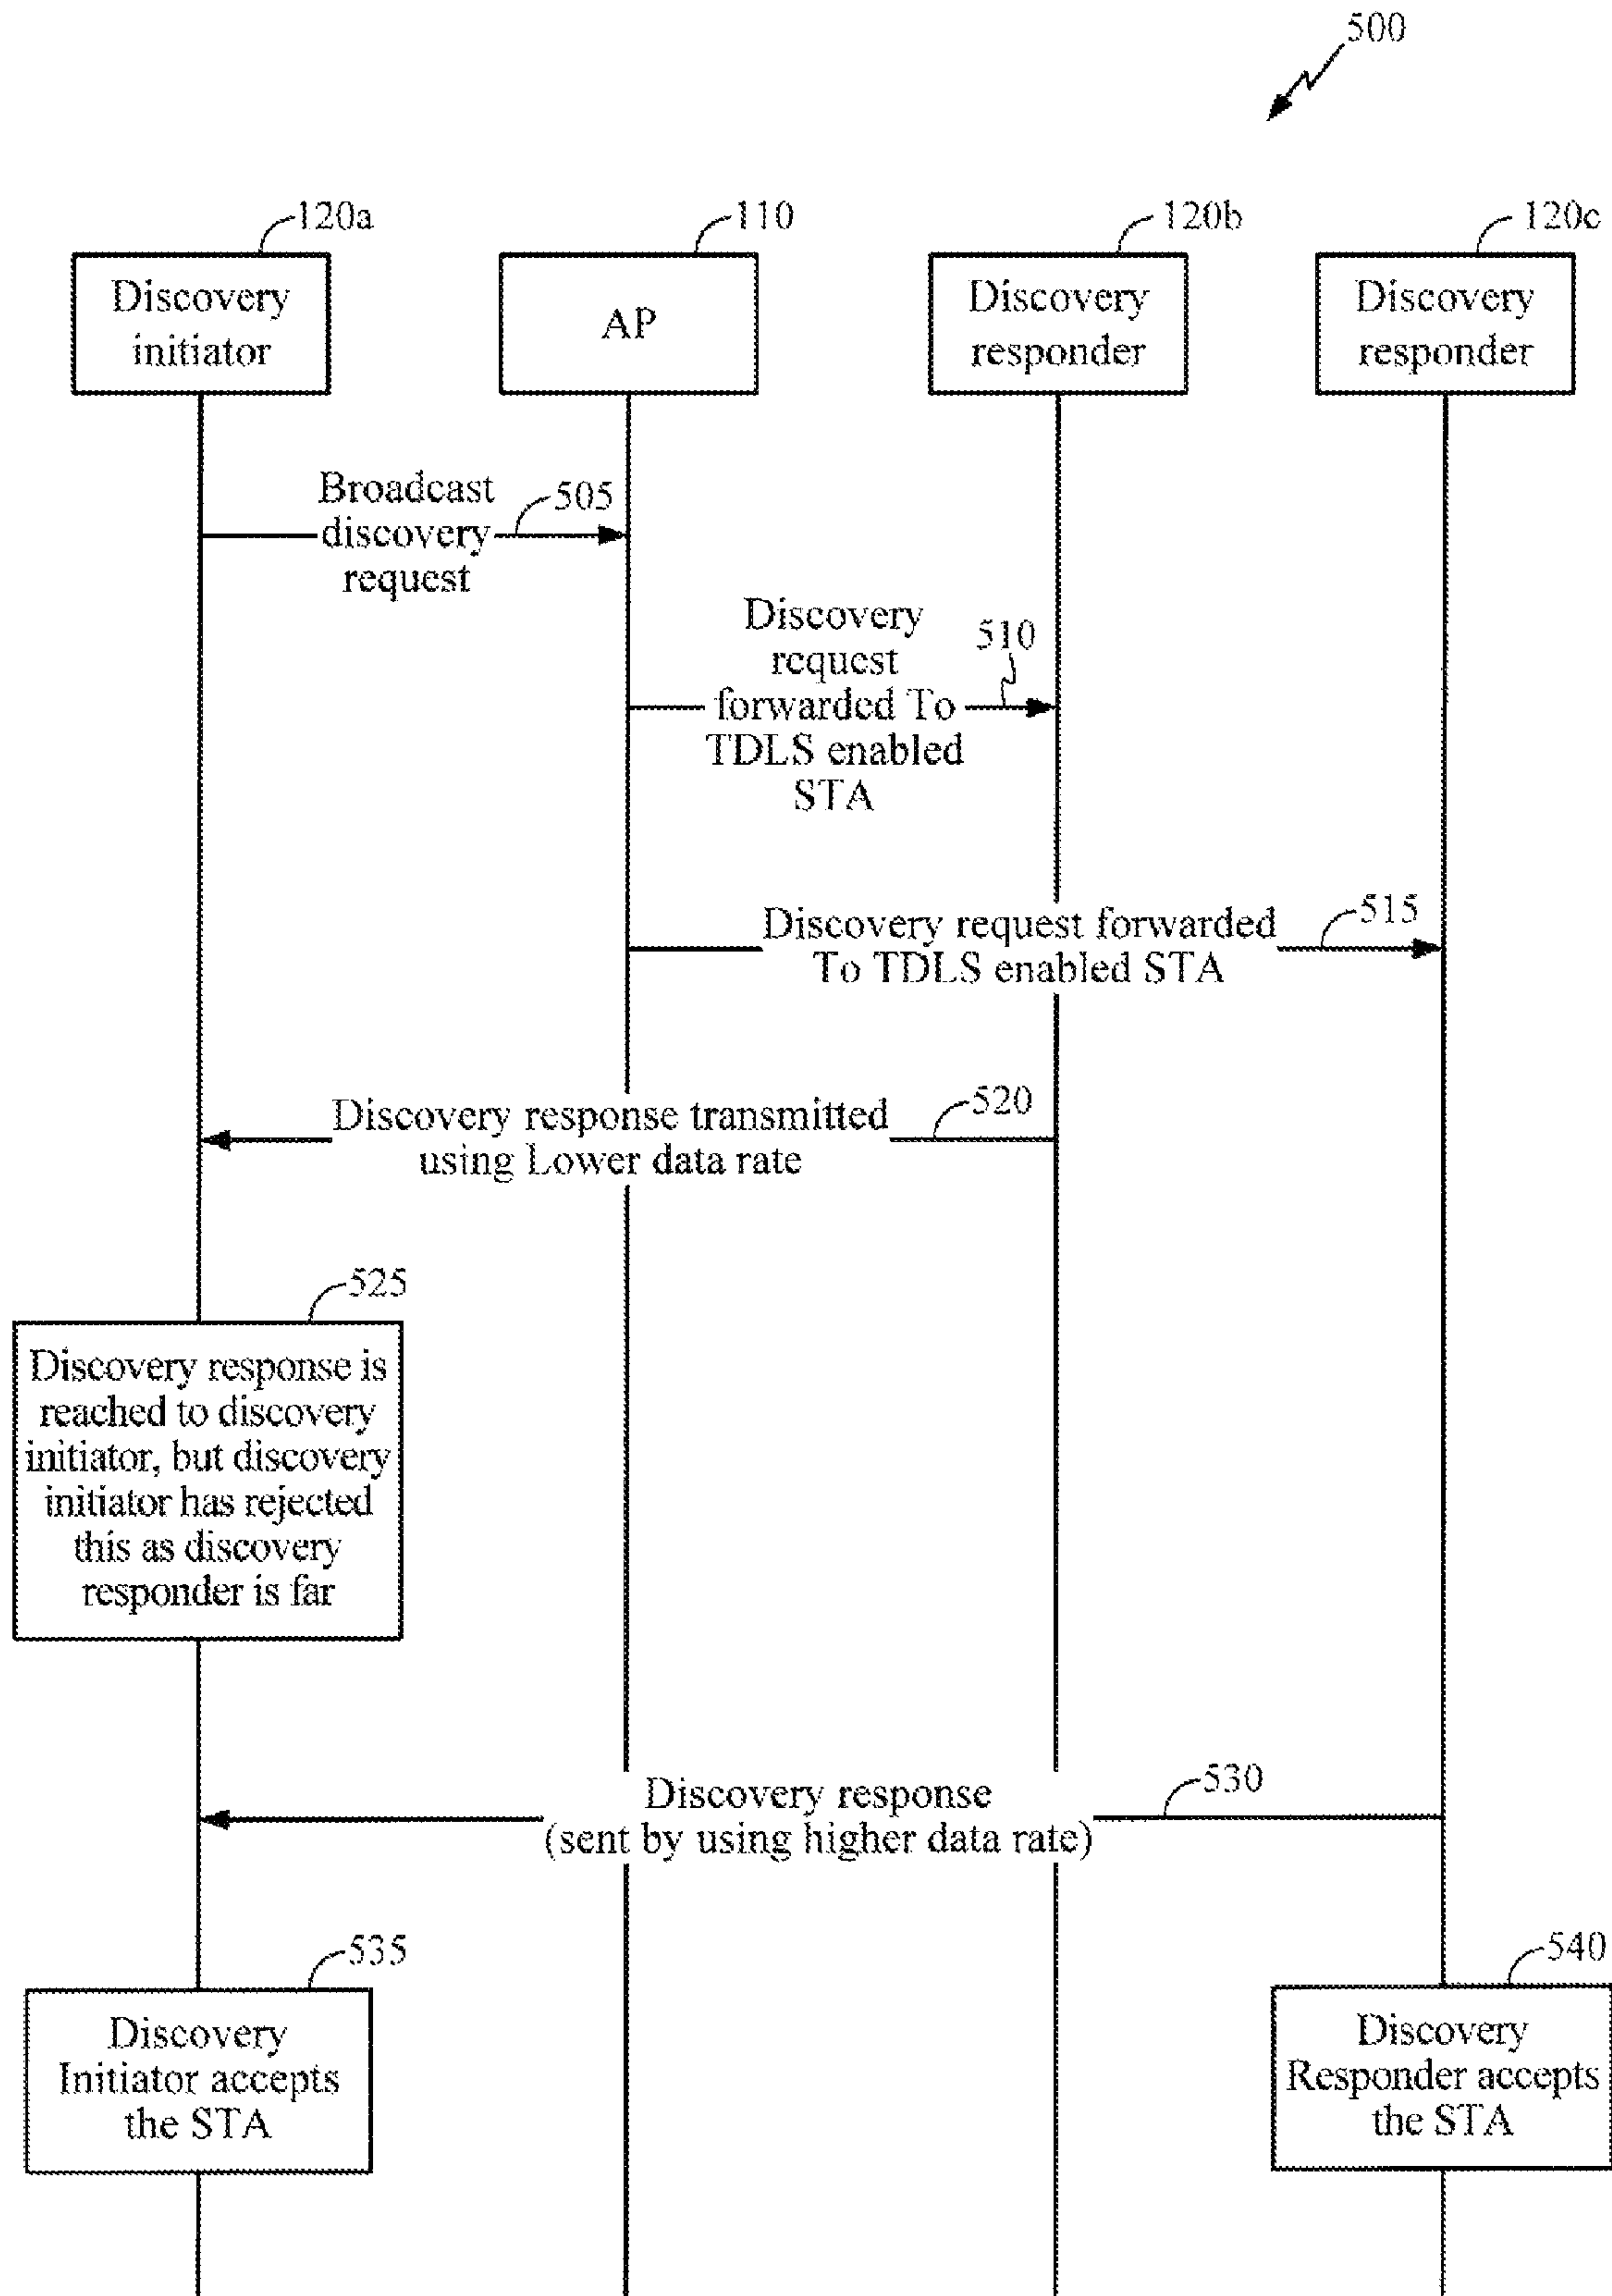 500
120a
110
120b
120c
Discovery
initiator
AP
Discovery
responder
Discovery
responder
Broadcast
discovery
request
505
Discovery
request
forwarded To
TDLS enabled
STA
510
Discovery request forwarded
To TDLS enabled STA
515
Discovery response transmitted
using Lower data rate
520
525
Discovery response is
reached to discovery
initiator, but discovery
initiator has rejected
this as discovery
responder is far
Discovery response
(sent by using higher data rate)
530
535
Discovery
Initiator accepts
the STA
540
Discovery
Responder accepts
the STA